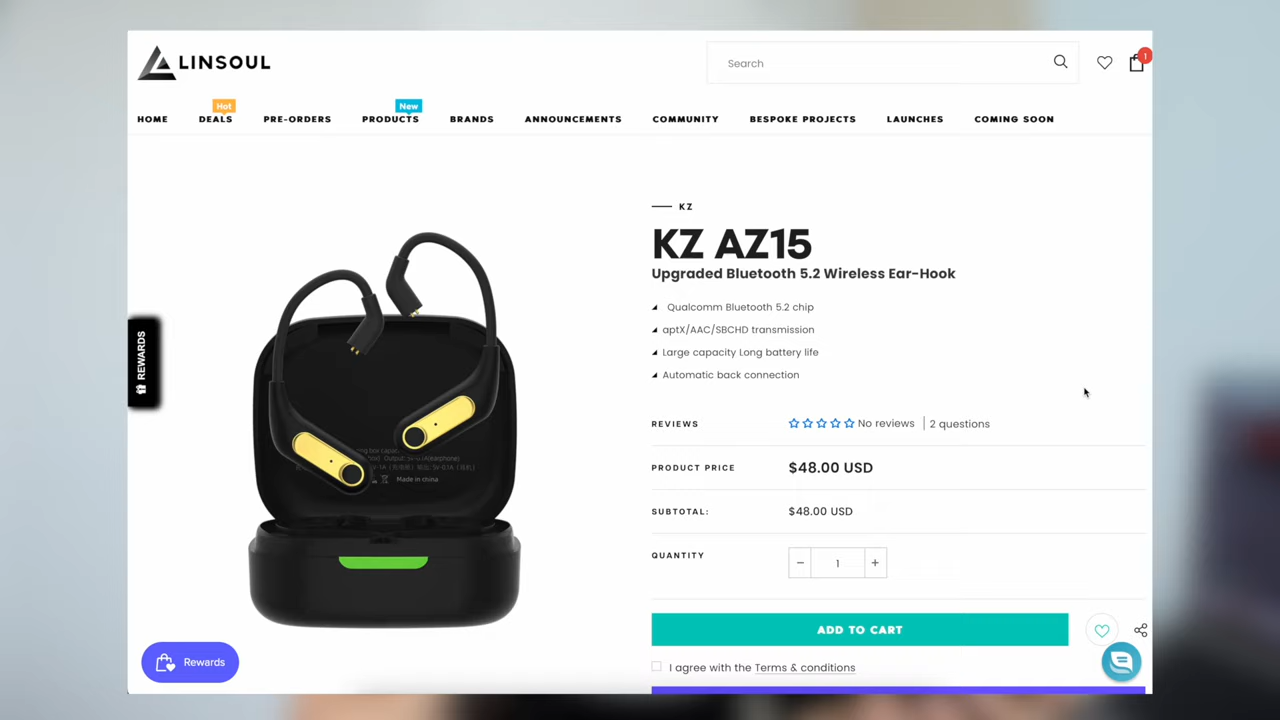 LINSOUL
Search
1
Hot
New
HOME
DEALS
PRE-ORDERS
PRODUCTS
BRANDS
ANNOUNCEMENTS
COMMUNITY
BESPOKE PROJECTS
LAUNCHES
COMING SOON
KZ
KZ AZ15
Upgraded Bluetooth 5.2 Wireless Ear-Hook
Qualcomm Bluetooth 5.2 chip
aptX/AAC/SBCHD transmission
Large capacity Long battery life
Automatic back connection
REWARDS
REVIEWS
No reviews
2 questions
PRODUCT PRICE
$48.00 USD
SUBTOTAL:
$48.00 USD
QUANTITY
− 1 +
ADD TO CART
I agree with the Terms & conditions
Made in china
Rewards